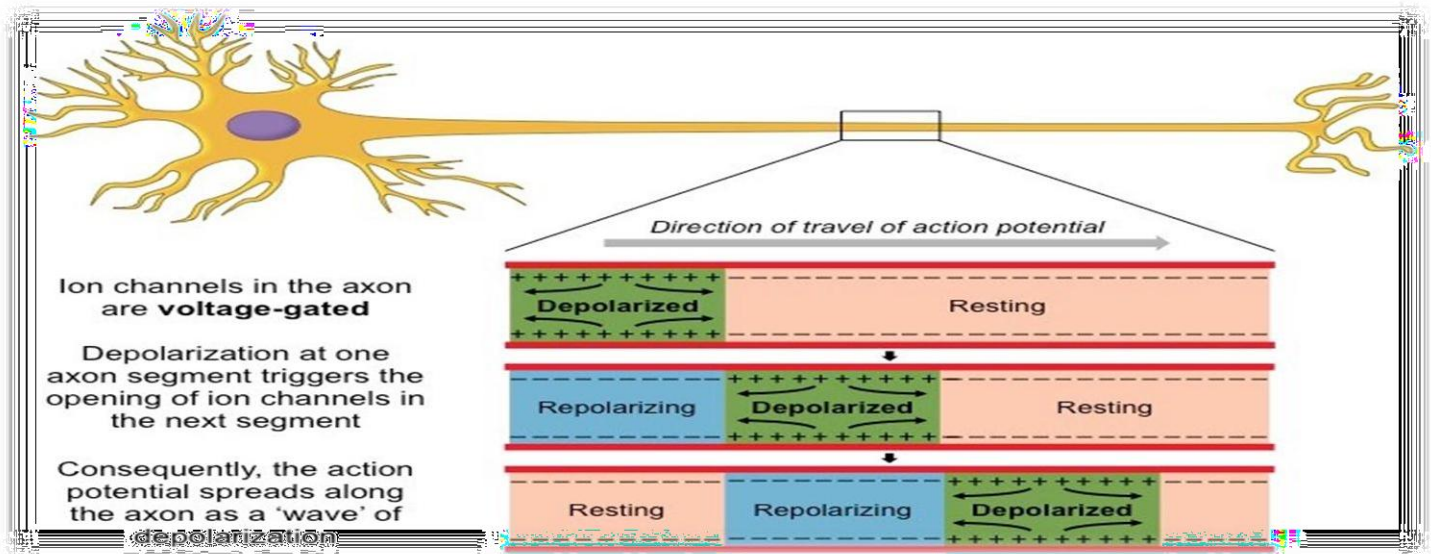 Direction of travel of action potential
Ion channels in the axon
are voltage-gated
Depolarization at one
axon segment triggers the
opening of ion channels in
the next segment
Consequently, the action
potential spreads along
the axon as a ‘wave’ of
depolarization
+ + + + + + + + + +
Depolarized
+ + + + + + + + + +
Resting
Repolarizing
+ + + + + + + + + +
Depolarized
+ + + + + + + + + +
Resting
Resting
Repolarizing
+ + + + + + + + + +
Depolarized
+ + + + + + + + + +